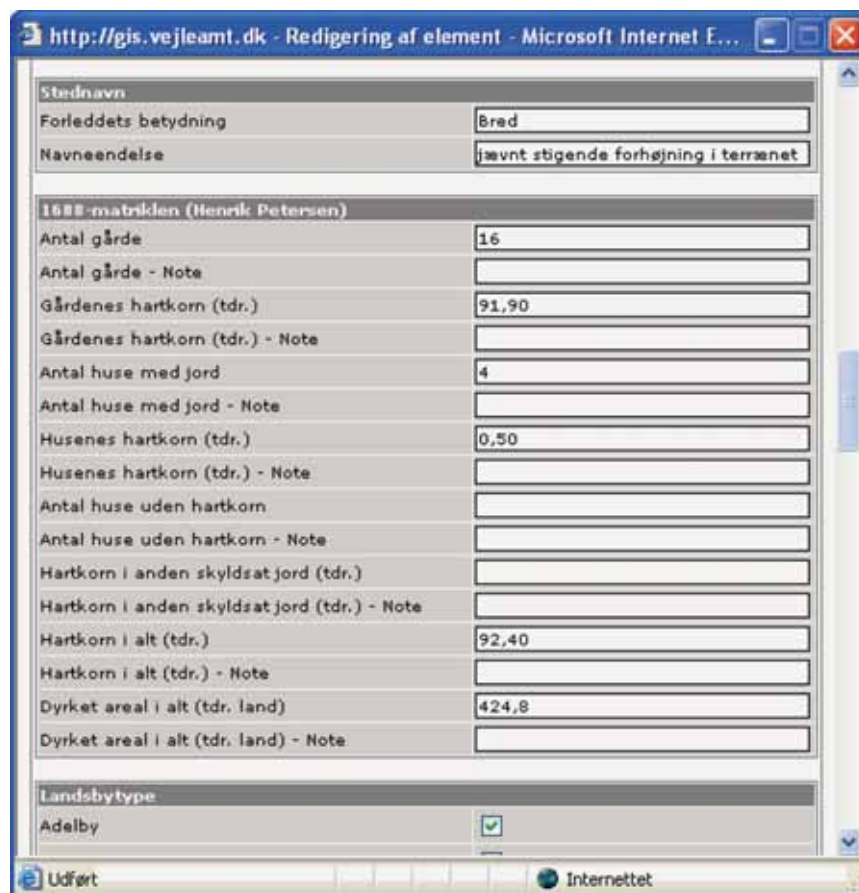 http://gis.vejleamt.dk - Redigering af element - Microsoft Internet E...
Stednavn
Forleddets betydning Bred
Navneendelse jævnt stigende forhøjning i terrænet
1688-matriklen (Henrik Petersen)
Antal gårde 16
Antal gårde - Note
Gårdenes hartkorn (tdr.) 91,90
Gårdenes hartkorn (tdr.) - Note
Antal huse med jord 4
Antal huse med jord - Note
Husenes hartkorn (tdr.) 0,50
Husenes hartkorn (tdr.) - Note
Antal huse uden hartkorn
Antal huse uden hartkorn - Note
Hartkorn i anden skyldsat jord (tdr.)
Hartkorn i anden skyldsat jord (tdr.) - Note
Hartkorn i alt (tdr.) 92,40
Hartkorn i alt (tdr.) - Note
Dyrket areal i alt (tdr. land) 424,8
Dyrket areal i alt (tdr. land) - Note
Landsbytype
Adelby
Udført Internettet